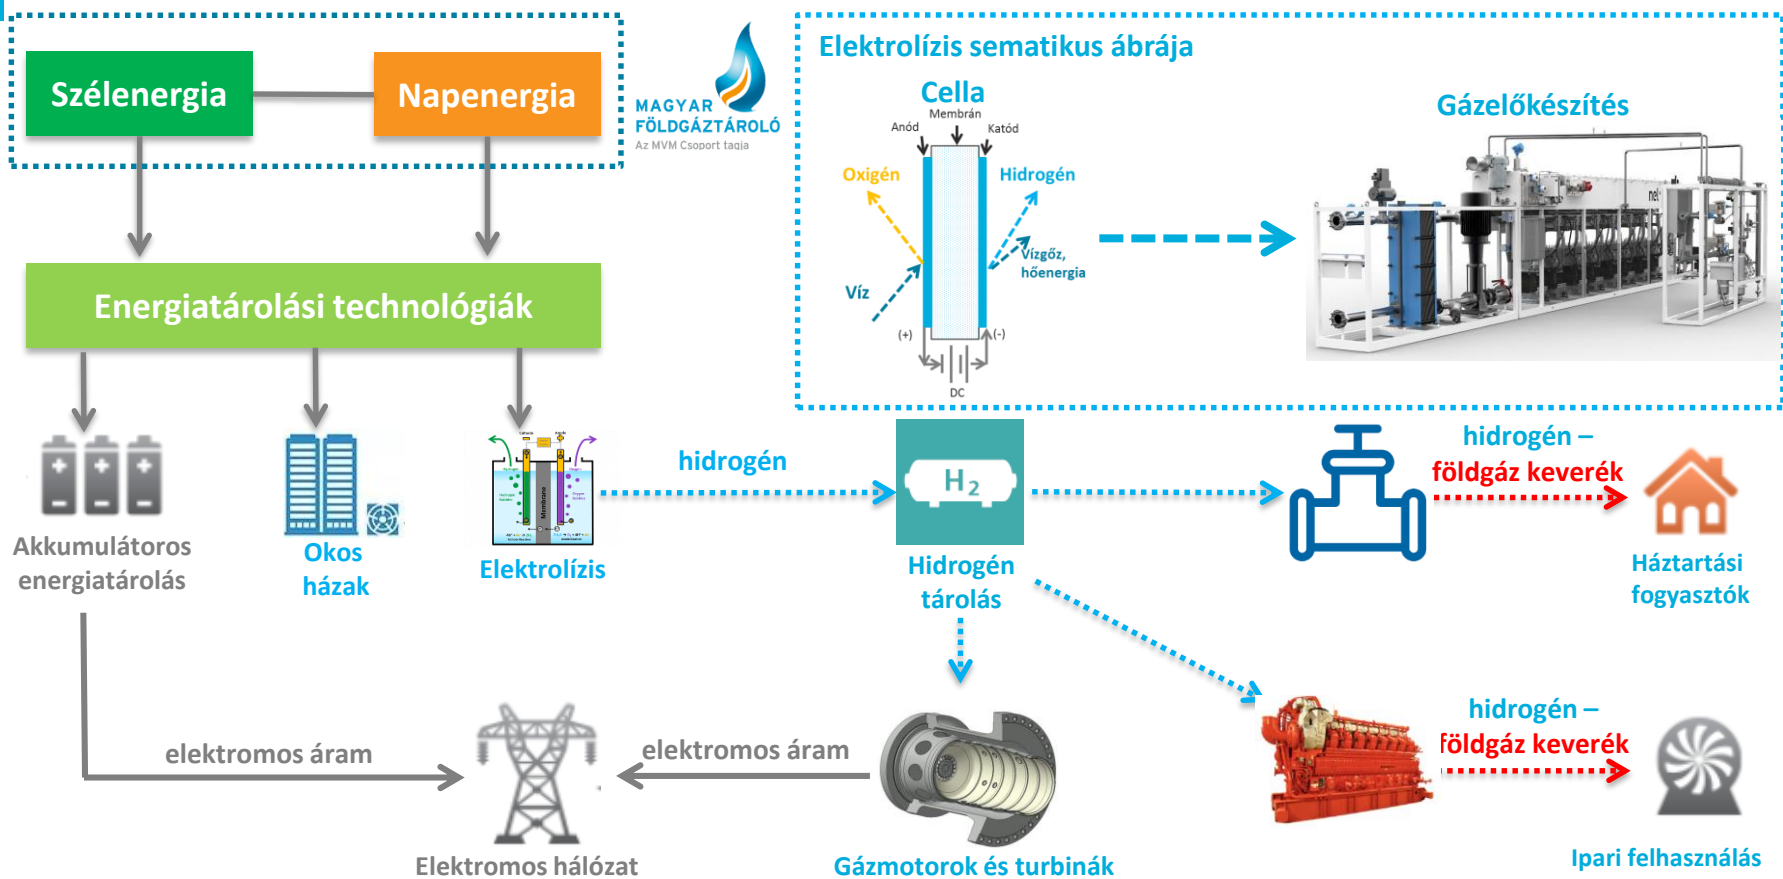 Szélenergia
Napenergia
MAGYAR
FÖLDGÁZTÁROLÓ
Az MVM Csoport tagja
Elektrolízis sematikus ábrája
Cella
Membrán
Anód
Katód
Oxigén
Hidrogén
Vízgőz,
hőenergia
Víz
(+)
(-)
DC
Gázelőkészítés
nel
Energiatárolási technológiák
Akkumulátoros
energiatárolás
Okos
házak
Membrane
Elektrolízis
hidrogén
H2
Hidrogén
tárolás
hidrogén –
földgáz keverék
Háztartási
fogyasztók
elektromos áram
elektromos áram
Elektromos hálózat
Gázmotorok és turbinák
hidrogén –
földgáz keverék
Ipari felhasználás